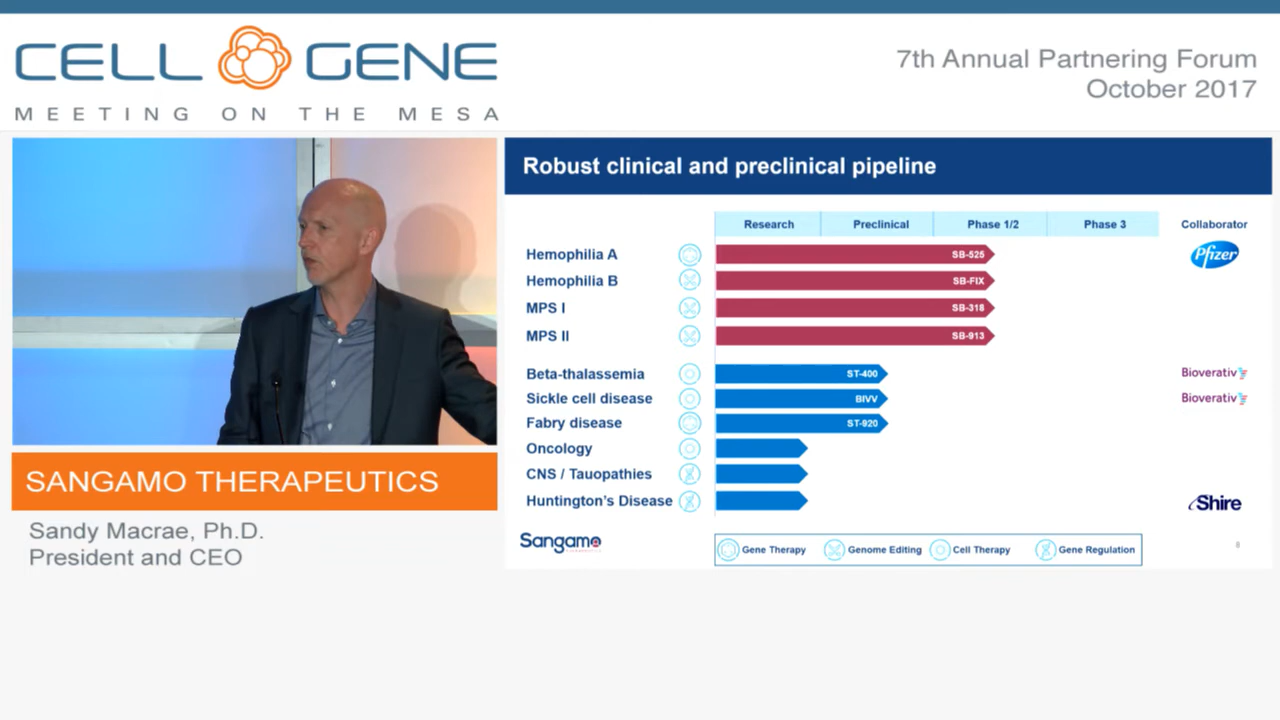 CELL GENE
MEETING ON THE MESA
7th Annual Partnering Forum
October 2017
Robust clinical and preclinical pipeline
Research Preclinical Phase 1/2 Phase 3 Collaborator
Hemophilia A SB-525 Pfizer
Hemophilia B SB-FIX
MPS I SB-318
MPS II SB-913
Beta-thalassemia ST-400 Bioverativ
Sickle cell disease BIVV Bioverativ
Fabry disease ST-920
Oncology
CNS / Tauopathies
Huntington's Disease Shire
Sangamo
Gene Therapy Genome Editing Cell Therapy Gene Regulation
8
SANGAMO THERAPEUTICS
Sandy Macrae, Ph.D.
President and CEO